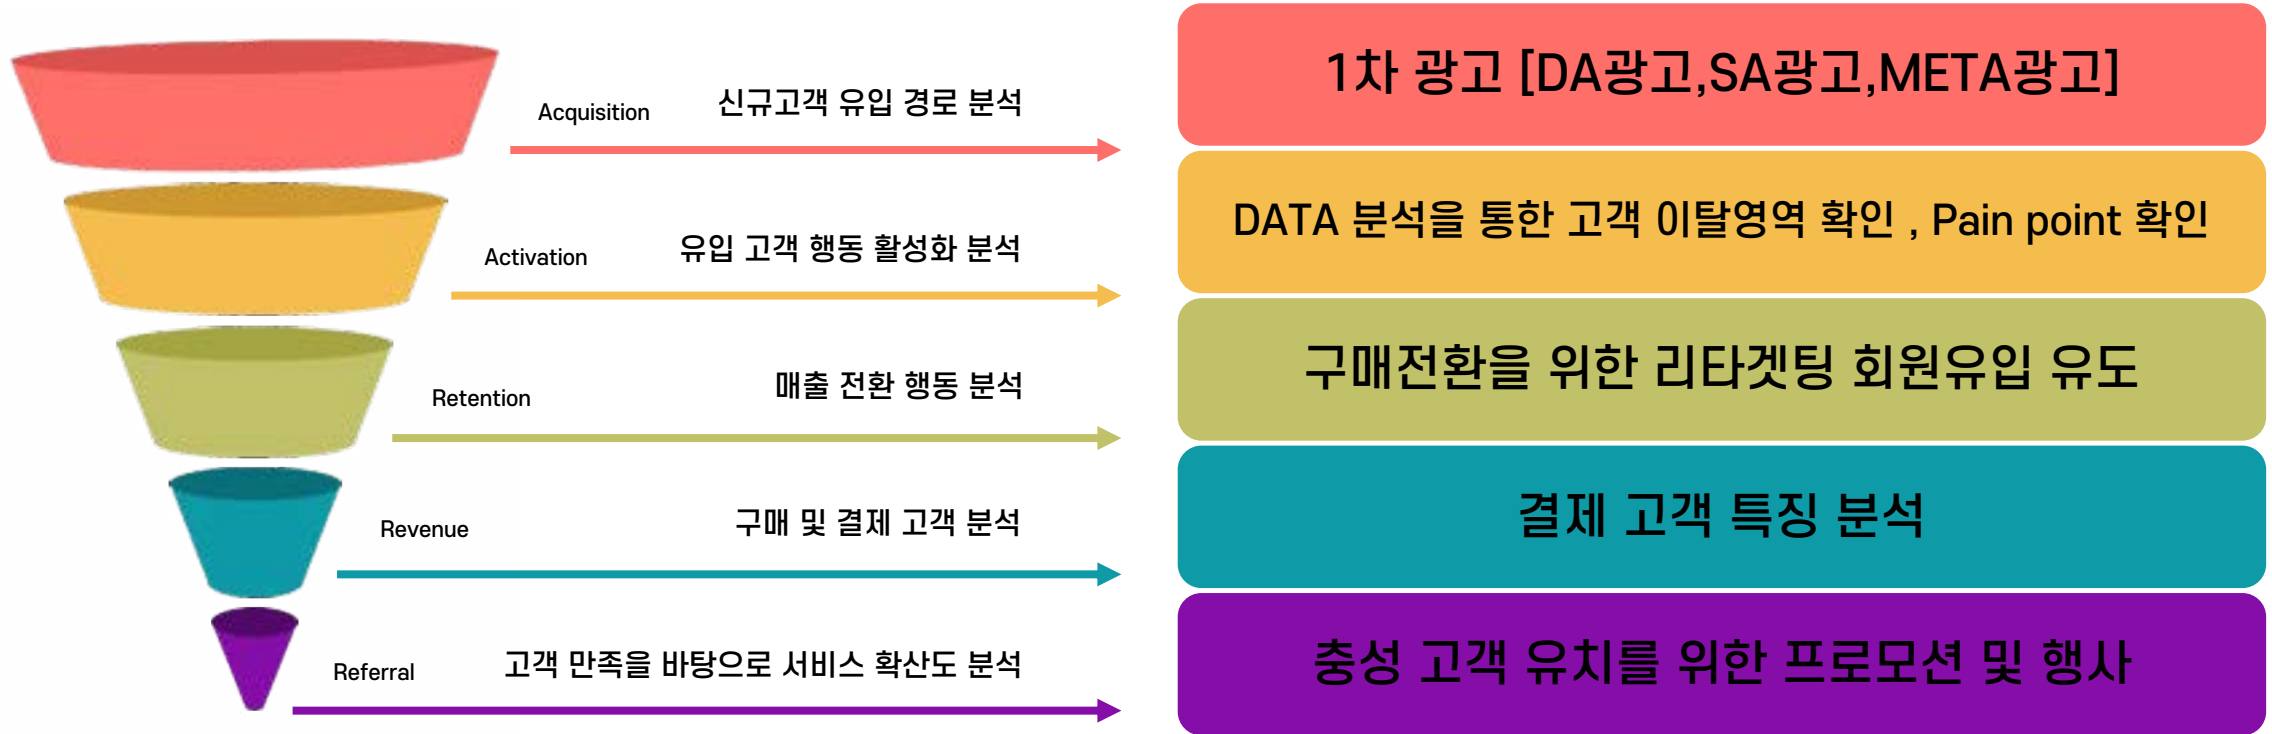 Acquisition 신규고객 유입 경로 분석
1차 광고 [DA광고,SA광고,META광고]
Activation 유입 고객 행동 활성화 분석
DATA 분석을 통한 고객 이탈영역 확인 , Pain point 확인
Retention 매출 전환 행동 분석
구매전환을 위한 리타겟팅 회원유입 유도
Revenue 구매 및 결제 고객 분석
결제 고객 특징 분석
Referral 고객 만족을 바탕으로 서비스 확산도 분석
충성 고객 유치를 위한 프로모션 및 행사